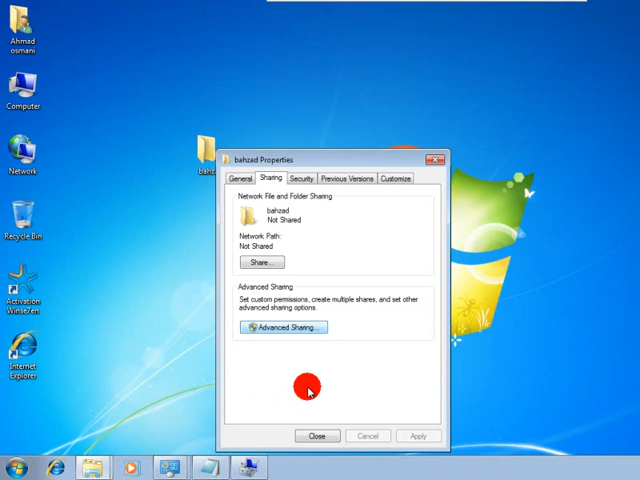 Ahmad
osmani
Computer
Network
Recycle Bin
Activation
Internet
Explorer
bahzad Properties
General
Sharing
Security
Previous Versions
Customize
Network File and Folder Sharing
bahzad
Not Shared
Network Path:
Not Shared
Share...
Advanced Sharing
Set custom permissions, create multiple shares, and set other
advanced sharing options.
Advanced Sharing...
Close
Cancel
Apply